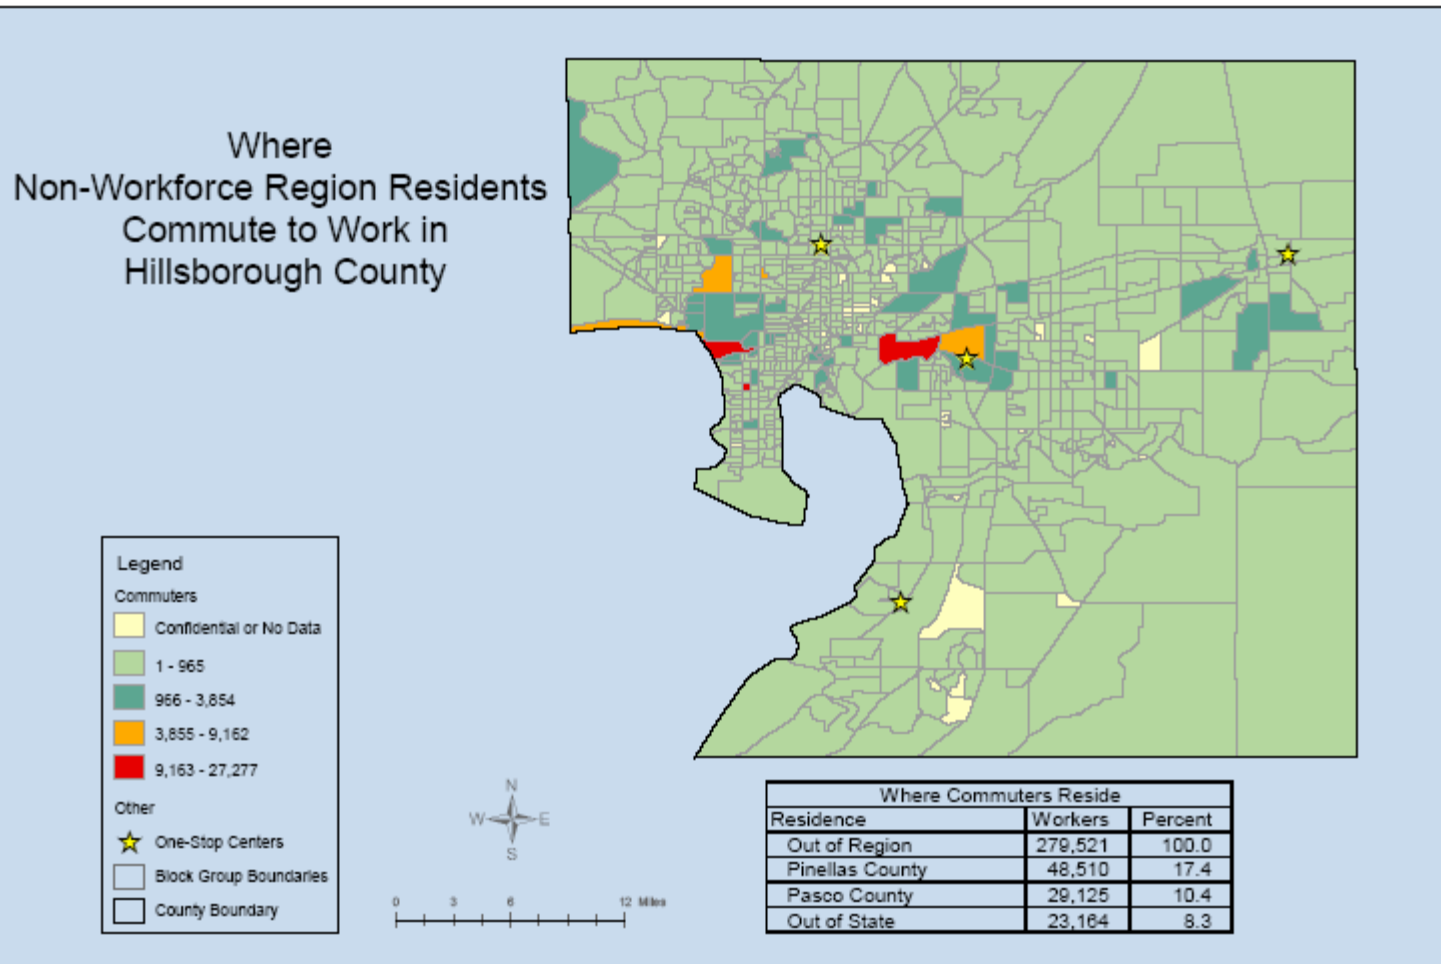 Where
Non-Workforce Region Residents
Commute to Work in
Hillsborough County
Legend
Commuters
Confidential or No Data
1 - 965
966 - 3,854
3,855 - 9,162
9,163 - 27,277
Other
One-Stop Centers
Block Group Boundaries
County Boundary
N
W E
S
0 3 6 12 Miles
Where Commuters Reside
Residence Workers Percent
Out of Region 279,521 100.0
Pinellas County 48,510 17.4
Pasco County 29,125 10.4
Out of State 23,164 8.3